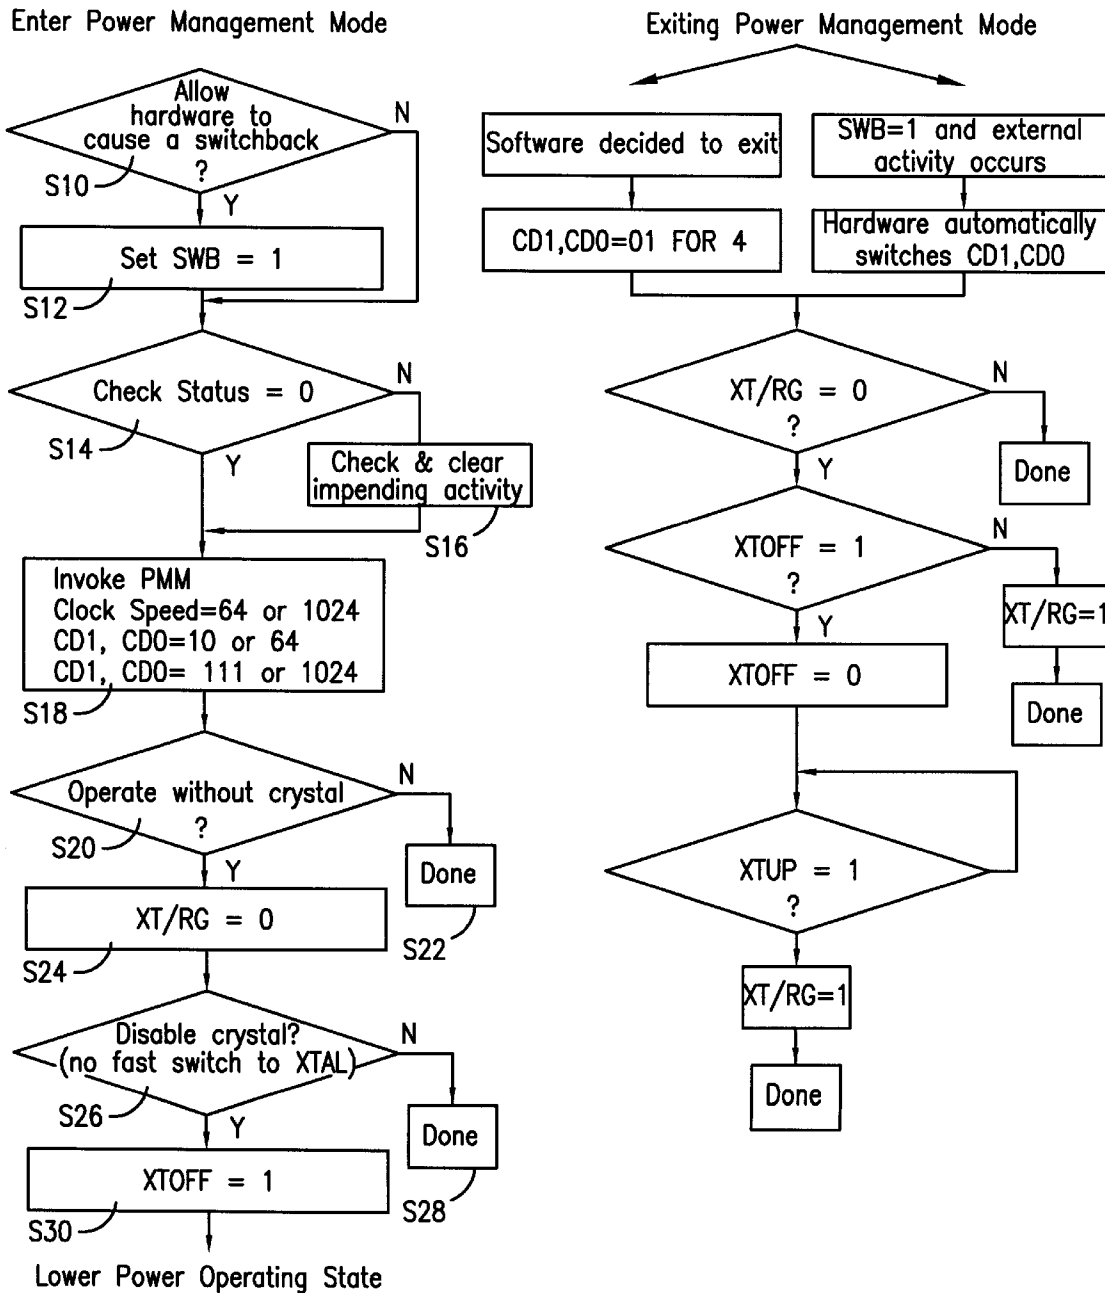 Enter Power Management Mode
Allow
hardware to
cause a switchback
?
N
S10
Y
Set SWB = 1
S12
Check Status = 0
N
S14
Y
Check & clear
impending activity
S16
Invoke PMM
Clock Speed=64 or 1024
CD1, CD0=10 or 64
CD1, CD0= 111 or 1024
S18
Operate without crystal
?
N
S20
Y
Done
S22
XT/RG = 0
S24
Disable crystal?
(no fast switch to XTAL)
N
S26
Y
Done
S28
XTOFF = 1
S30
Lower Power Operating State
Exiting Power Management Mode
Software decided to exit
SWB=1 and external
activity occurs
CD1,CD0=01 FOR 4
Hardware automatically
switches CD1,CD0
XT/RG = 0
?
N
Y
Done
XTOFF = 1
?
N
Y
XT/RG=1
Done
XTOFF = 0
XTUP = 1
?
XT/RG=1
Done